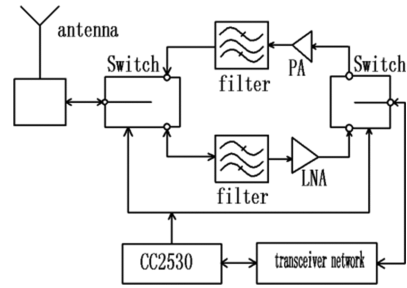 antenna
Switch
PA
Switch
filter
LNA
filter
CC2530
transceiver network